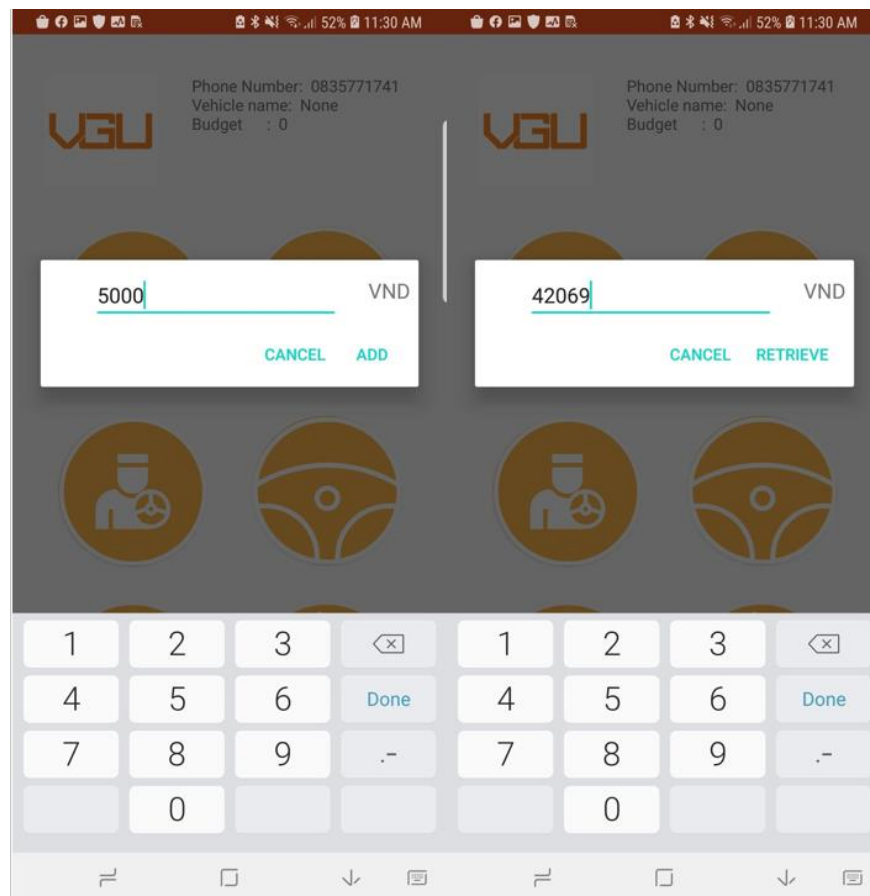 52% 11:30 AM
VGU
Phone Number: 0835771741
Vehicle name: None
Budget : 0
5000 VND
CANCEL ADD
1 2 3
4 5 6 Done
7 8 9 .-
0
52% 11:30 AM
VGU
Phone Number: 0835771741
Vehicle name: None
Budget : 0
42069 VND
CANCEL RETRIEVE
1 2 3
4 5 6 Done
7 8 9 .-
0